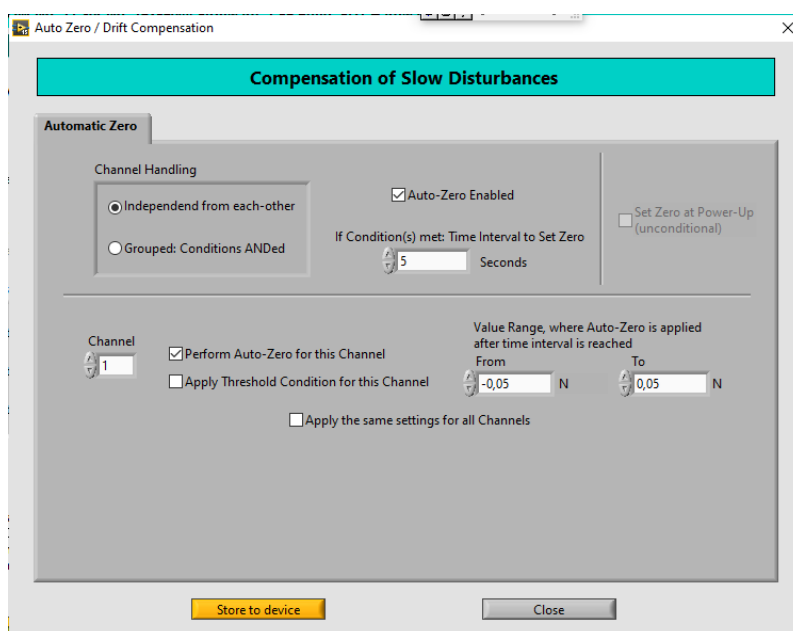 Auto Zero / Drift Compensation
Compensation of Slow Disturbances
Automatic Zero
Channel Handling
Independend from each-other
Grouped: Conditions ANDed
Auto-Zero Enabled
If Condition(s) met: Time Interval to Set Zero
5 Seconds
Set Zero at Power-Up
(unconditional)
Channel
1
Perform Auto-Zero for this Channel
Apply Threshold Condition for this Channel
Value Range, where Auto-Zero is applied
after time interval is reached
From To
-0,05 N 0,05 N
Apply the same settings for all Channels
Store to device Close